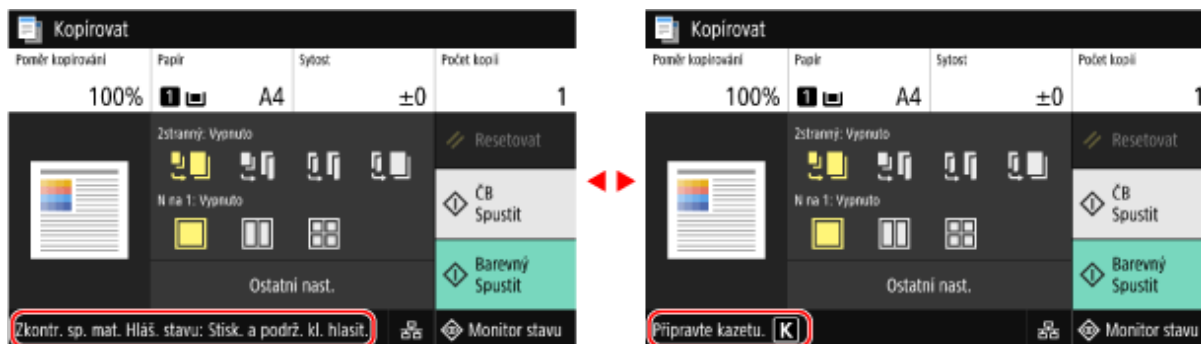 Kopírovat
Poměr kopírování Papír Sytost Počet kopií
100% 1 A4 ±0 1
2stranný: Vypnuto
Resetovat
ČB
Spustit
N na 1: Vypnuto
Barevný
Spustit
Ostatní nast.
Zkontr. sp. mat. Hláš. stavu: Stisk. a podrž. kl. hlasit. Monitor stavu
Kopírovat
Poměr kopírování Papír Sytost Počet kopií
100% 1 A4 ±0 1
2stranný: Vypnuto
Resetovat
ČB
Spustit
N na 1: Vypnuto
Barevný
Spustit
Ostatní nast.
Připravte kazetu. K Monitor stavu